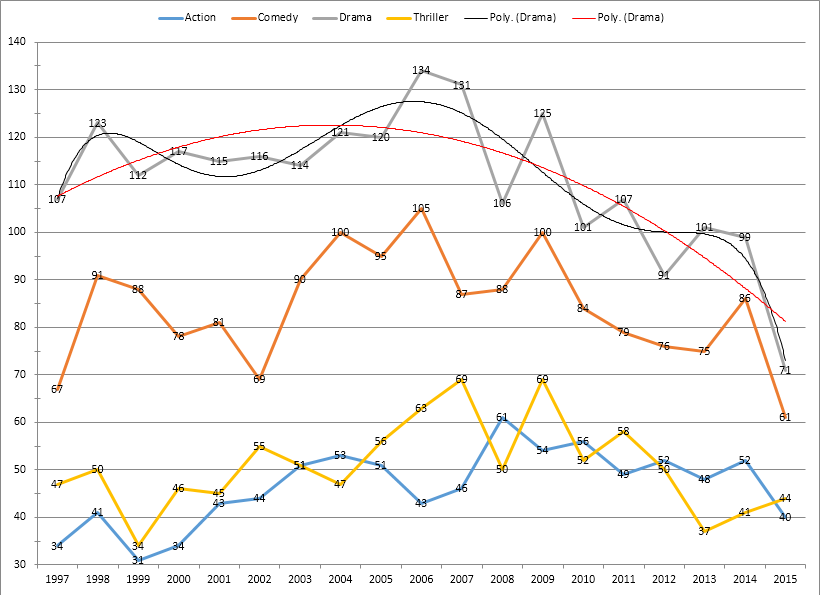 Action Comedy Drama Thriller Poly. (Drama) Poly. (Drama)
140
130
120
110
100
90
80
70
60
50
40
30
107 123 112 117 115 116 114 121 120 134 131 106 125 101 107 91 101 99 71
67 91 88 78 81 69 90 100 95 105 87 88 100 84 79 76 75 86 61
47 50 34 46 45 55 51 47 56 63 69 50 69 52 58 50 37 41 44
34 41 31 34 43 44 51 53 51 43 46 61 54 56 49 52 48 52 40
1997 1998 1999 2000 2001 2002 2003 2004 2005 2006 2007 2008 2009 2010 2011 2012 2013 2014 2015